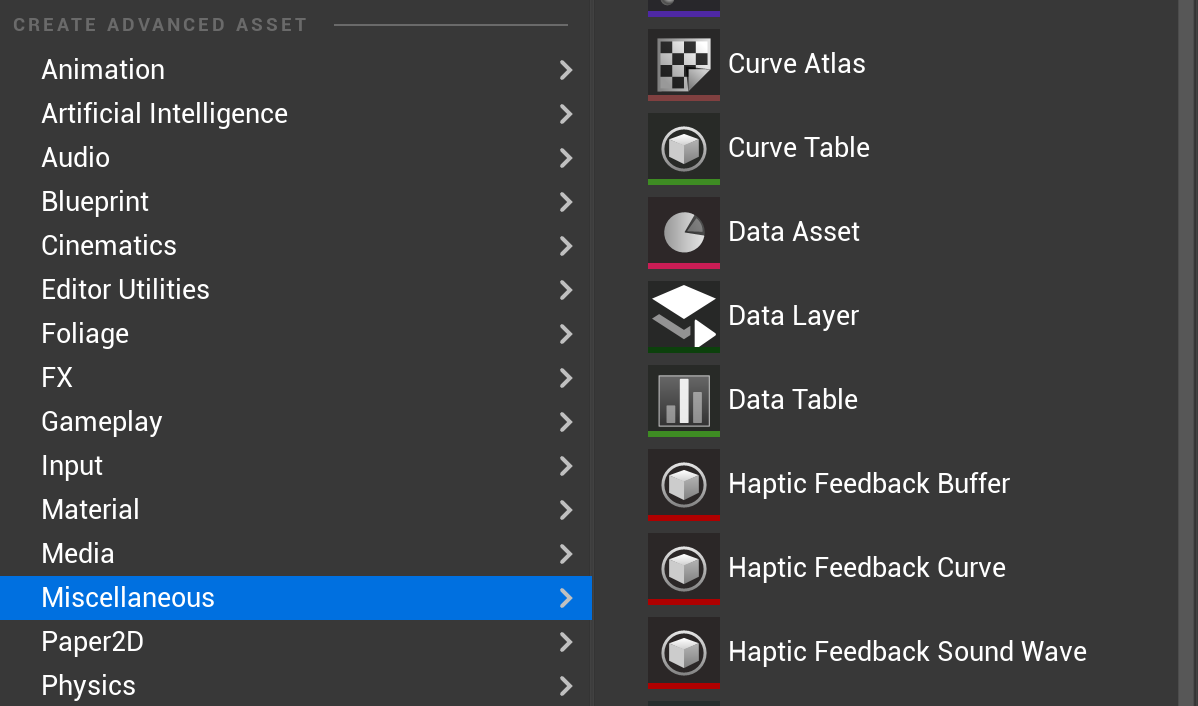 CREATE ADVANCED ASSET
Animation
Artificial Intelligence
Audio
Blueprint
Cinematics
Editor Utilities
Foliage
FX
Gameplay
Input
Material
Media
Miscellaneous
Paper2D
Physics
Curve Atlas
Curve Table
Data Asset
Data Layer
Data Table
Haptic Feedback Buffer
Haptic Feedback Curve
Haptic Feedback Sound Wave